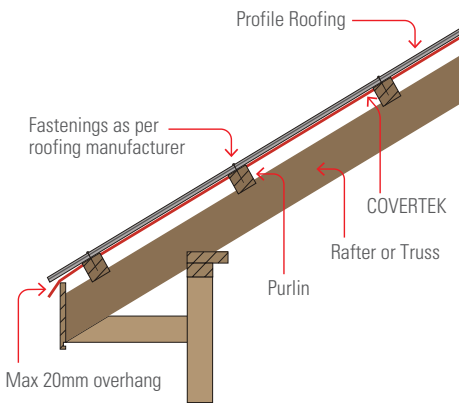 Profile Roofing
Fastenings as per
roofing manufacturer
COVERTEK
Rafter or Truss
Purlin
Max 20mm overhang